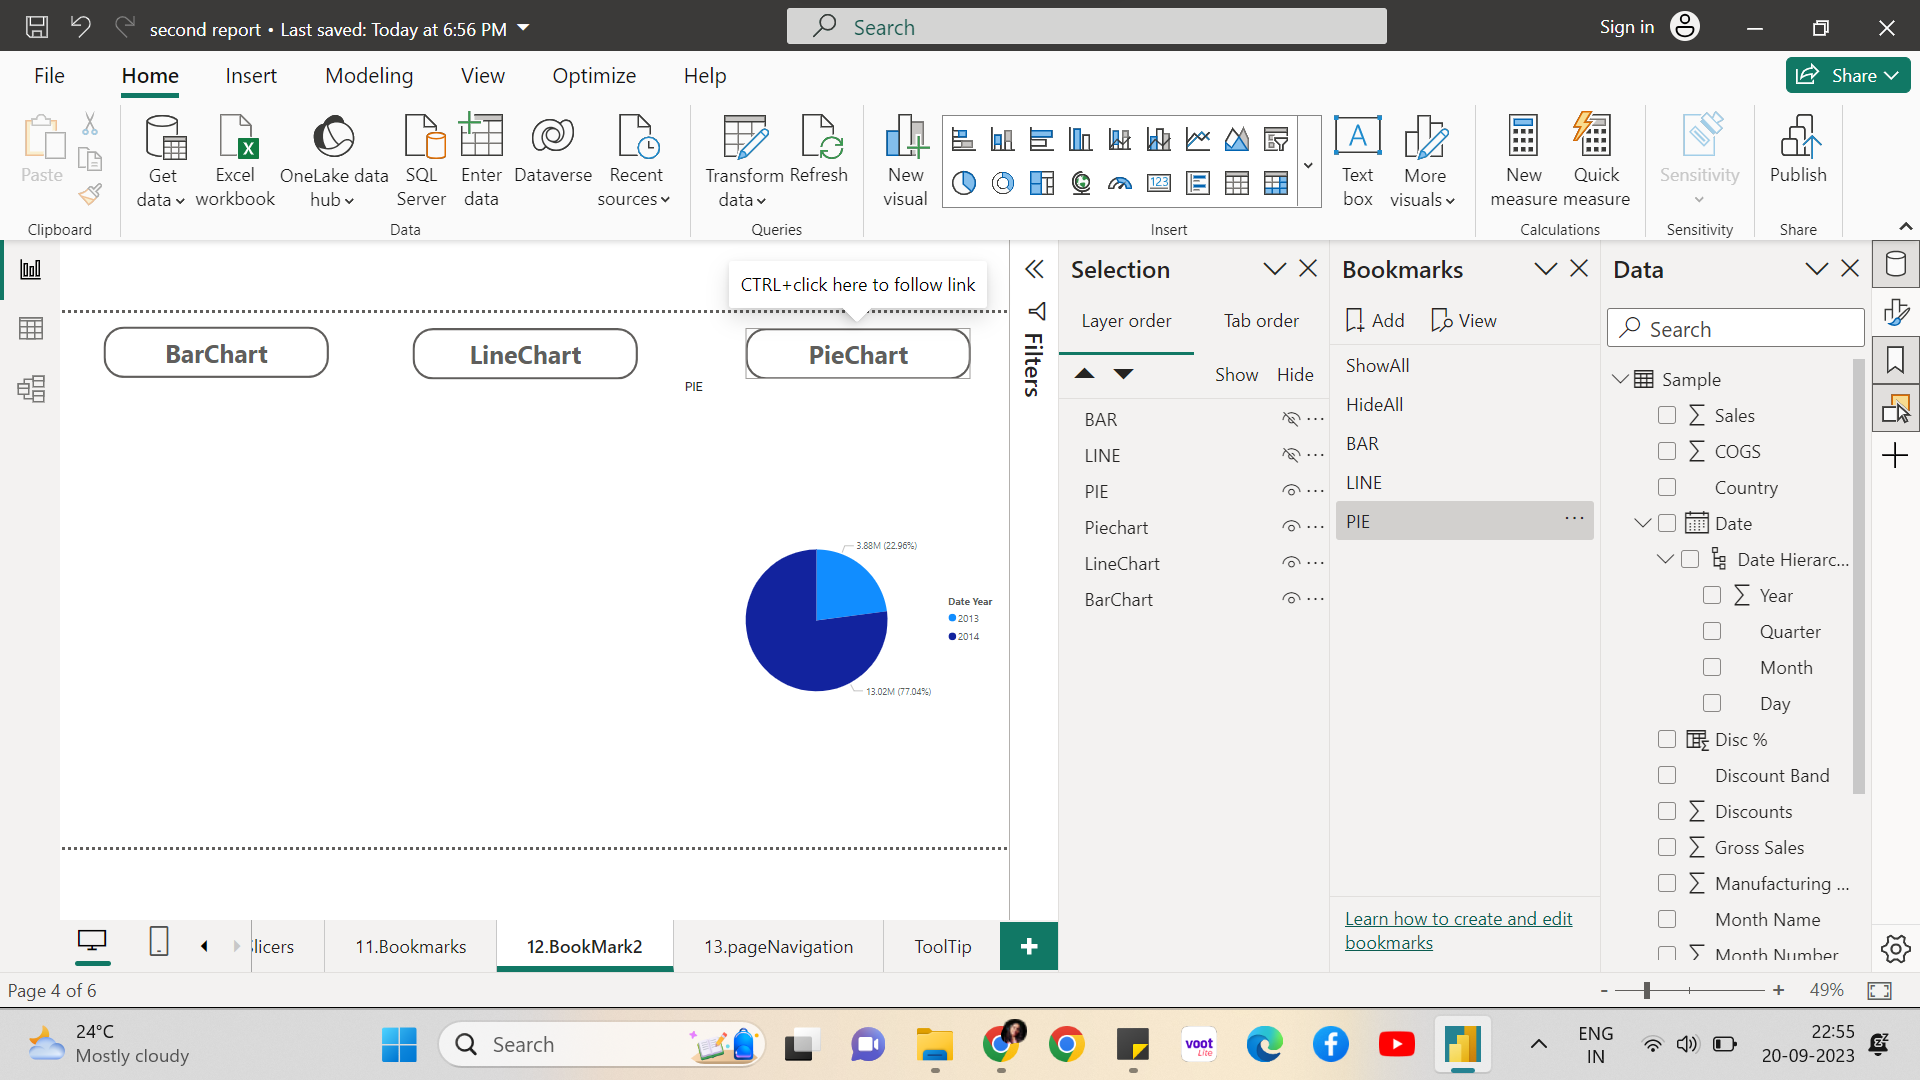 second report • Last saved: Today at 6:56 PM
Search
Sign in
File
Home
Insert
Modeling
View
Optimize
Help
Share
Paste
Get
data
Excel
workbook
OneLake data
hub
SQL
Server
Enter
data
Dataverse
Recent
sources
Transform
data
Refresh
New
visual
123
A
Text
box
More
visuals
New
measure
Quick
measure
Sensitivity
Publish
Clipboard
Data
Queries
Insert
Calculations
Sensitivity
Share
CTRL+click here to follow link
BarChart
LineChart
PieChart
PIE
3.88M (22.96%)
Date Year
2013
2014
13.02M (77.04%)
Filters
Selection
Layer order
Tab order
Show
Hide
BAR
LINE
PIE
Piechart
LineChart
BarChart
Bookmarks
Add
View
ShowAll
HideAll
BAR
LINE
PIE
Learn how to create and edit
bookmarks
Data
Search
Sample
Sales
COGS
Country
Date
Date Hierarc...
Year
Quarter
Month
Day
Disc %
Discount Band
Discounts
Gross Sales
Manufacturing ...
Month Name
Month Number
licers
11.Bookmarks
12.BookMark2
13.pageNavigation
ToolTip
Page 4 of 6
- + 49%
24°C
Mostly cloudy
Search
voot
Lite
ENG
IN
22:55
20-09-2023